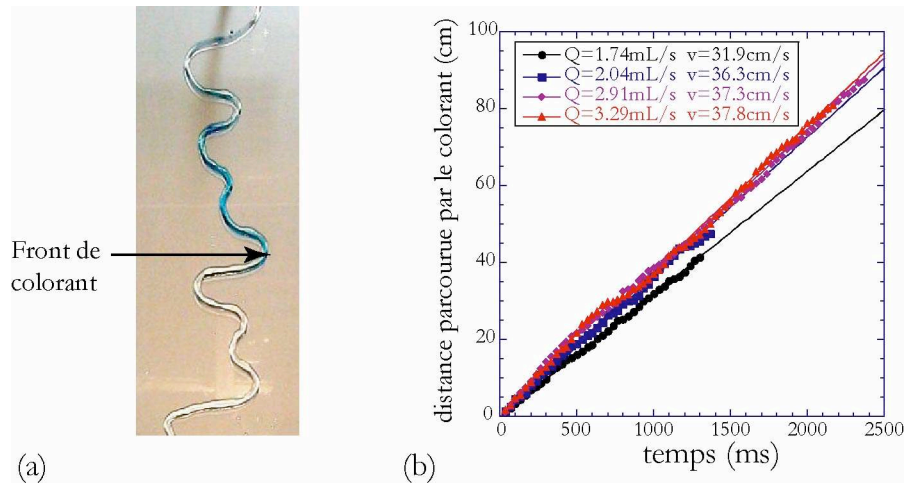 Front de
colorant
(a)
distance parcourue par le colorant (cm)
100
80
60
40
20
0
Q=1.74mL/s v=31.9cm/s
Q=2.04mL/s v=36.3cm/s
Q=2.91mL/s v=37.3cm/s
Q=3.29mL/s v=37.8cm/s
0 500 1000 1500 2000 2500
temps (ms)
(b)